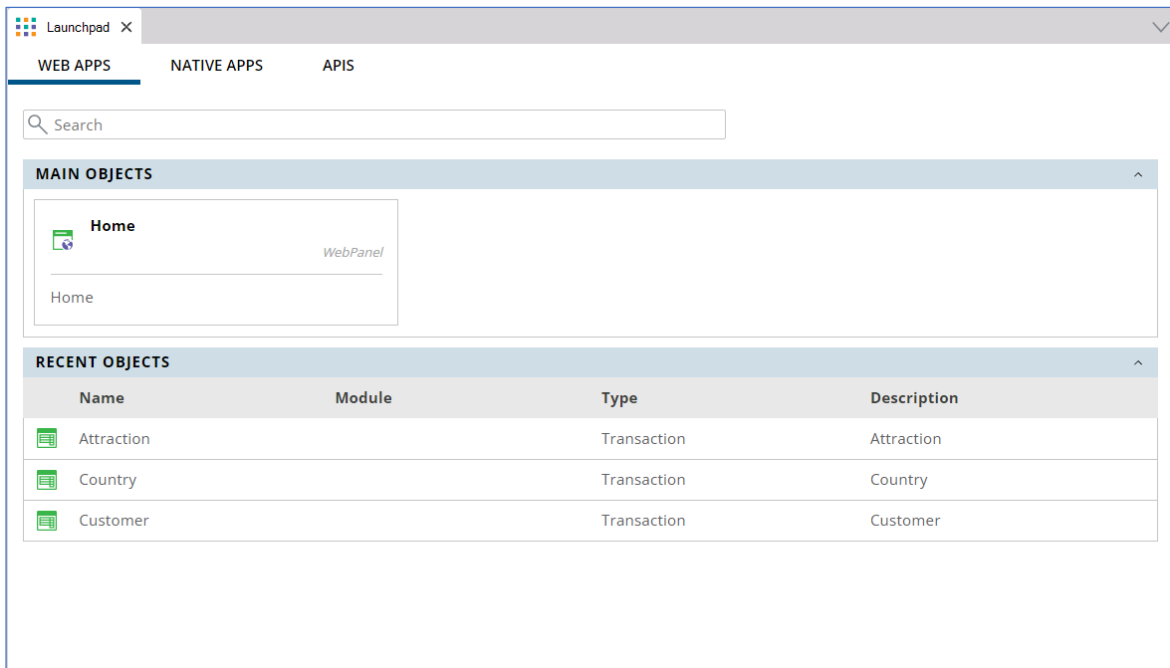 Launchpad
WEB APPS NATIVE APPS APIS
Search
MAIN OBJECTS
Home
WebPanel
Home
RECENT OBJECTS
Name Module Type Description
Attraction Transaction Attraction
Country Transaction Country
Customer Transaction Customer